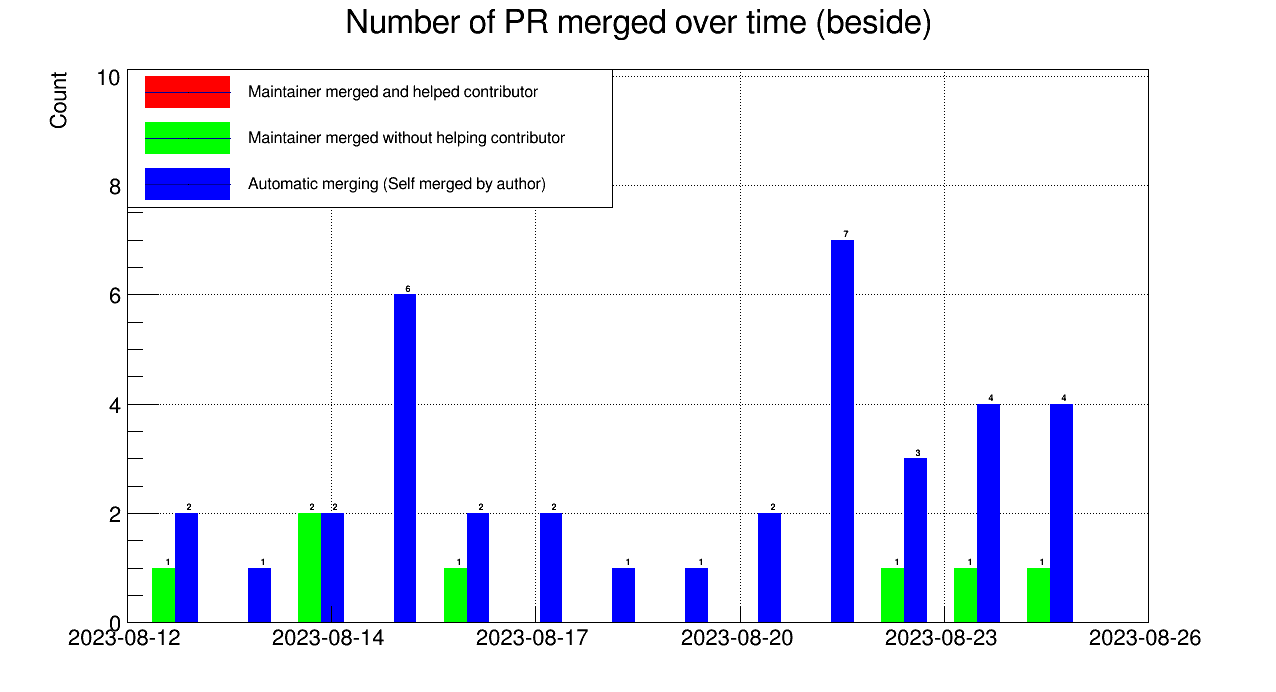 Number of PR merged over time (beside)
Count
10
8
6
4
2
0
Maintainer merged and helped contributor
Maintainer merged without helping contributor
Automatic merging (Self merged by author)
1 2 1 2 2 6 1 2 2 1 1 2 7 1 3 1 4 1 4
2023-08-12 2023-08-14 2023-08-17 2023-08-20 2023-08-23 2023-08-26